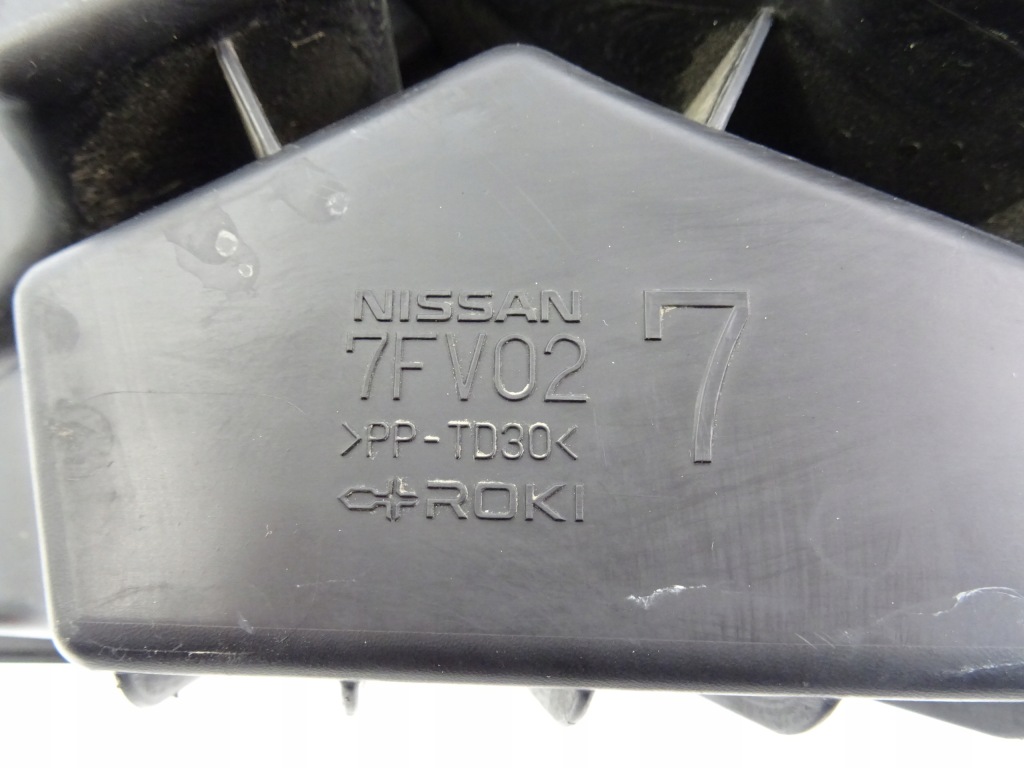 NISSAN
7FV02
>PP-TD30<
ROKI
7